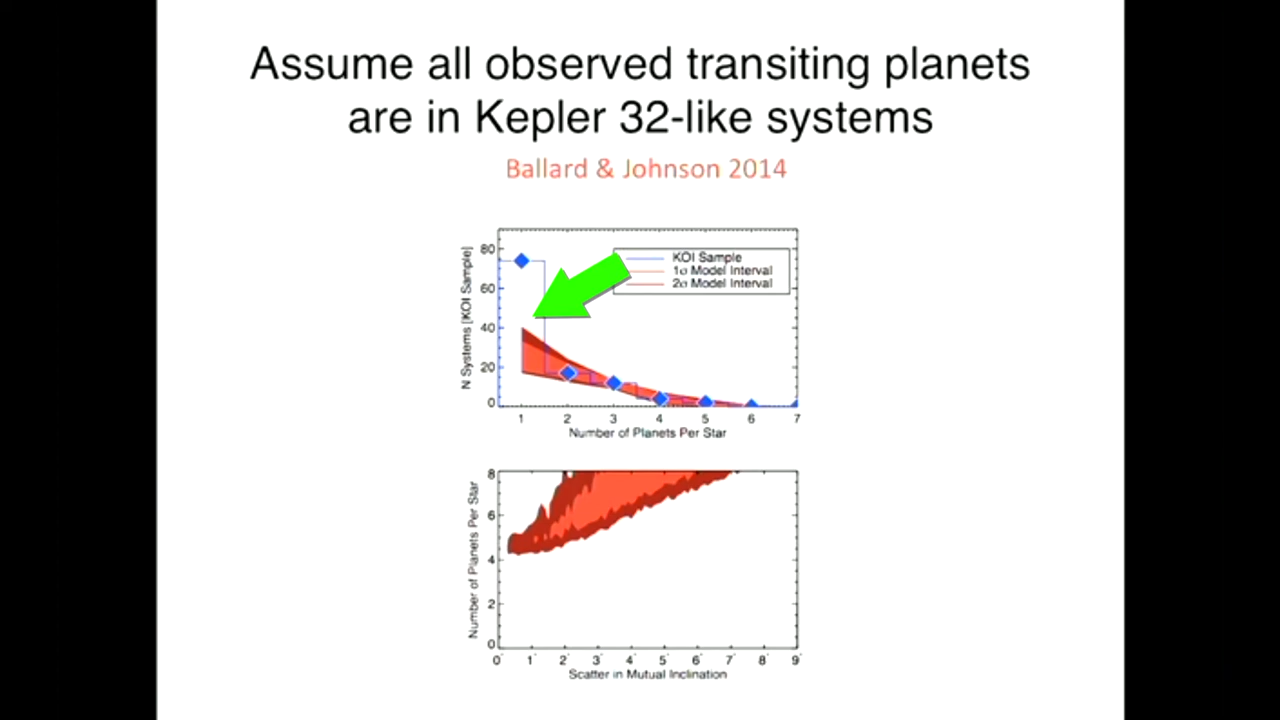 Assume all observed transiting planets
are in Kepler 32-like systems
Ballard & Johnson 2014
N Systems [KOI Sample]
80
60
40
20
0
KOI Sample
1σ Model Interval
2σ Model Interval
1 2 3 4 5 6 7
Number of Planets Per Star
Number of Planets Per Star
8
6
4
2
0
0° 1° 2° 3° 4° 5° 6° 7° 8° 9°
Scatter in Mutual Inclination